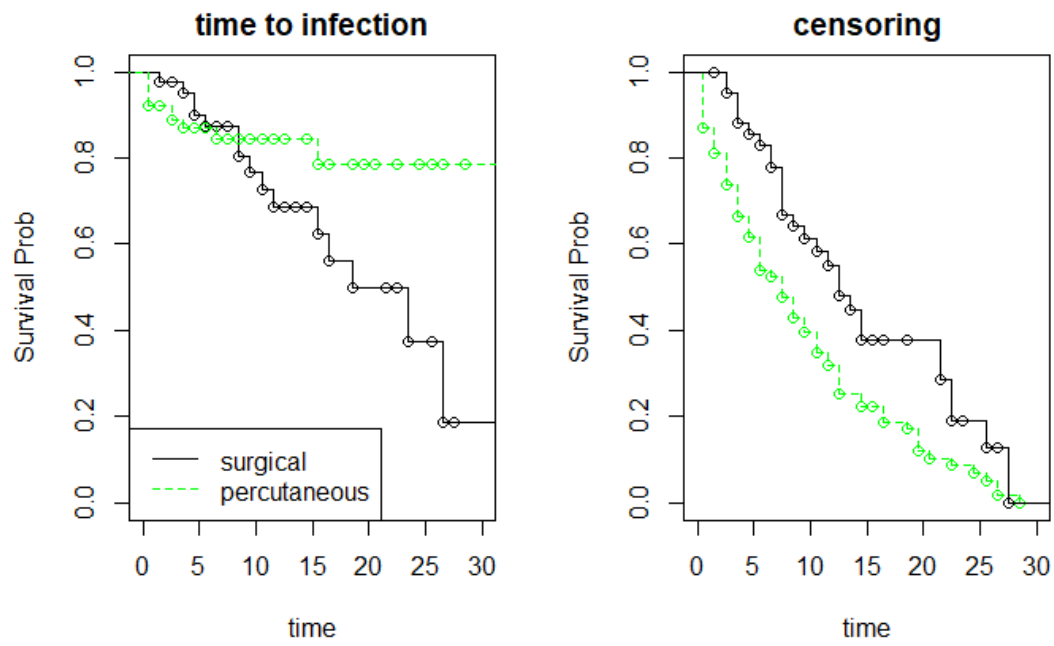 time to infection
Survival Prob
1.0
0.8
0.6
0.4
0.2
0.0
surgical
percutaneous
0 5 10 15 20 25 30
time
censoring
Survival Prob
1.0
0.8
0.6
0.4
0.2
0.0
0 5 10 15 20 25 30
time